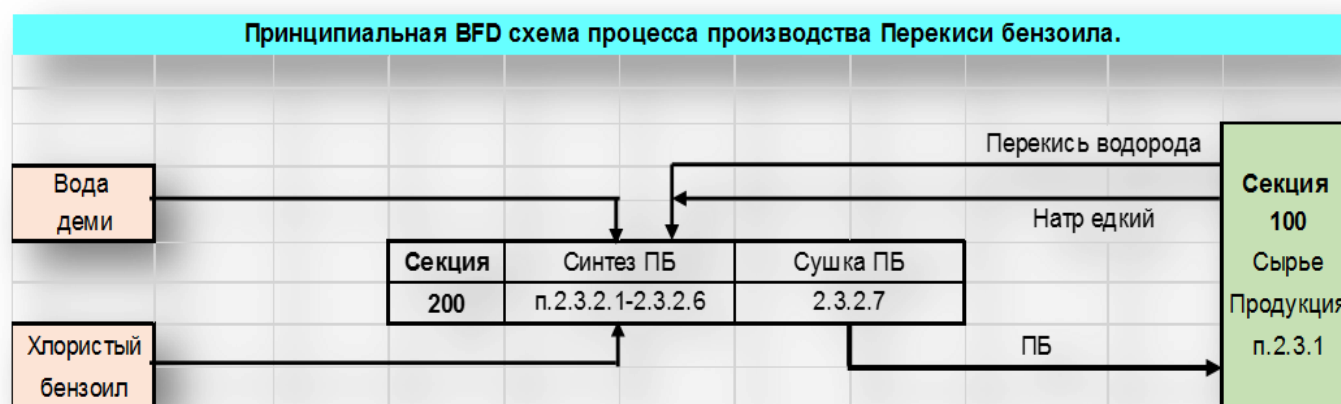 Принципиальная BFD схема процесса производства Перекиси бензоила.
Перекись водорода
Вода
деми
Секция
100
Сырье
Продукция
п.2.3.1
Натр едкий
Секция
200
Синтез ПБ
п.2.3.2.1-2.3.2.6
Сушка ПБ
2.3.2.7
Хлористый
бензоил
ПБ